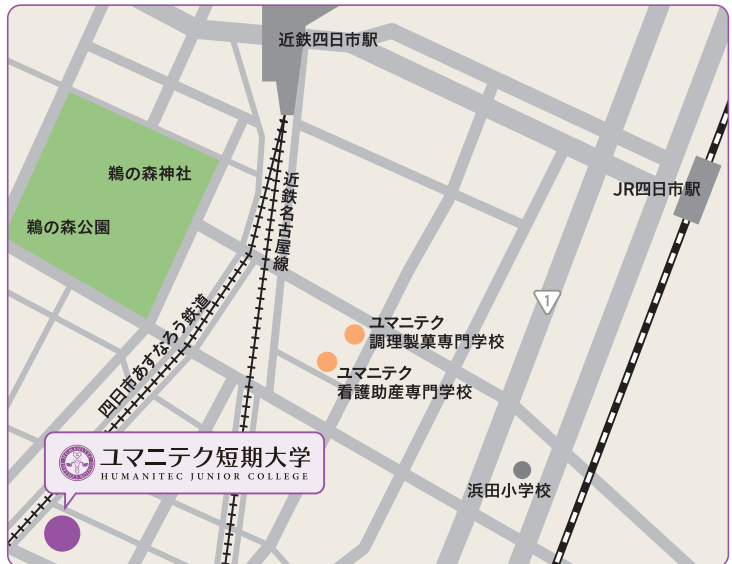 近鉄四日市駅
鵜の森神社
JR四日市駅
鵜の森公園
近鉄名古屋線
1
四日市あすなろう鉄道
ユマニテク
調理製菓専門学校
ユマニテク
看護助産専門学校
ユマニテク短期大学
HUMANITEC JUNIOR COLLEGE
浜田小学校